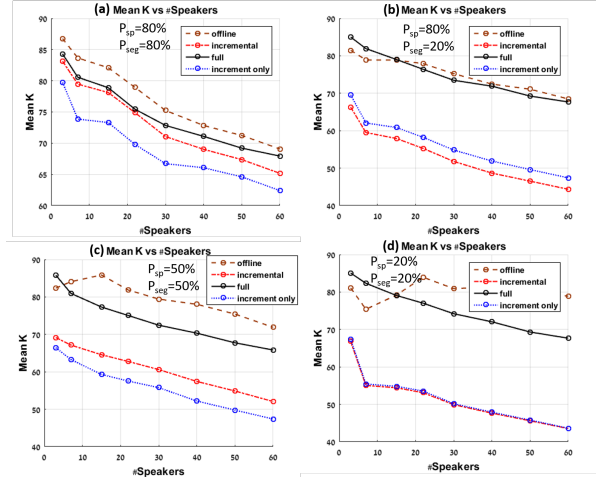 (a) Mean K vs #Speakers
P_sp=80%
P_seg=80%
offline
incremental
full
increment only
Mean K
90
85
80
75
70
65
60
0 10 20 30 40 50 60
#Speakers
(b) Mean K vs #Speakers
P_sp=80%
P_seg=20%
offline
incremental
full
increment only
Mean K
90
80
70
60
50
40
0 10 20 30 40 50 60
#Speakers
(c) Mean K vs #Speakers
P_sp=50%
P_seg=50%
offline
incremental
full
increment only
Mean K
90
80
70
60
50
40
0 10 20 30 40 50 60
#Speakers
(d) Mean K vs #Speakers
P_sp=20%
P_seg=20%
offline
incremental
full
increment only
Mean K
90
80
70
60
50
40
0 10 20 30 40 50 60
#Speakers